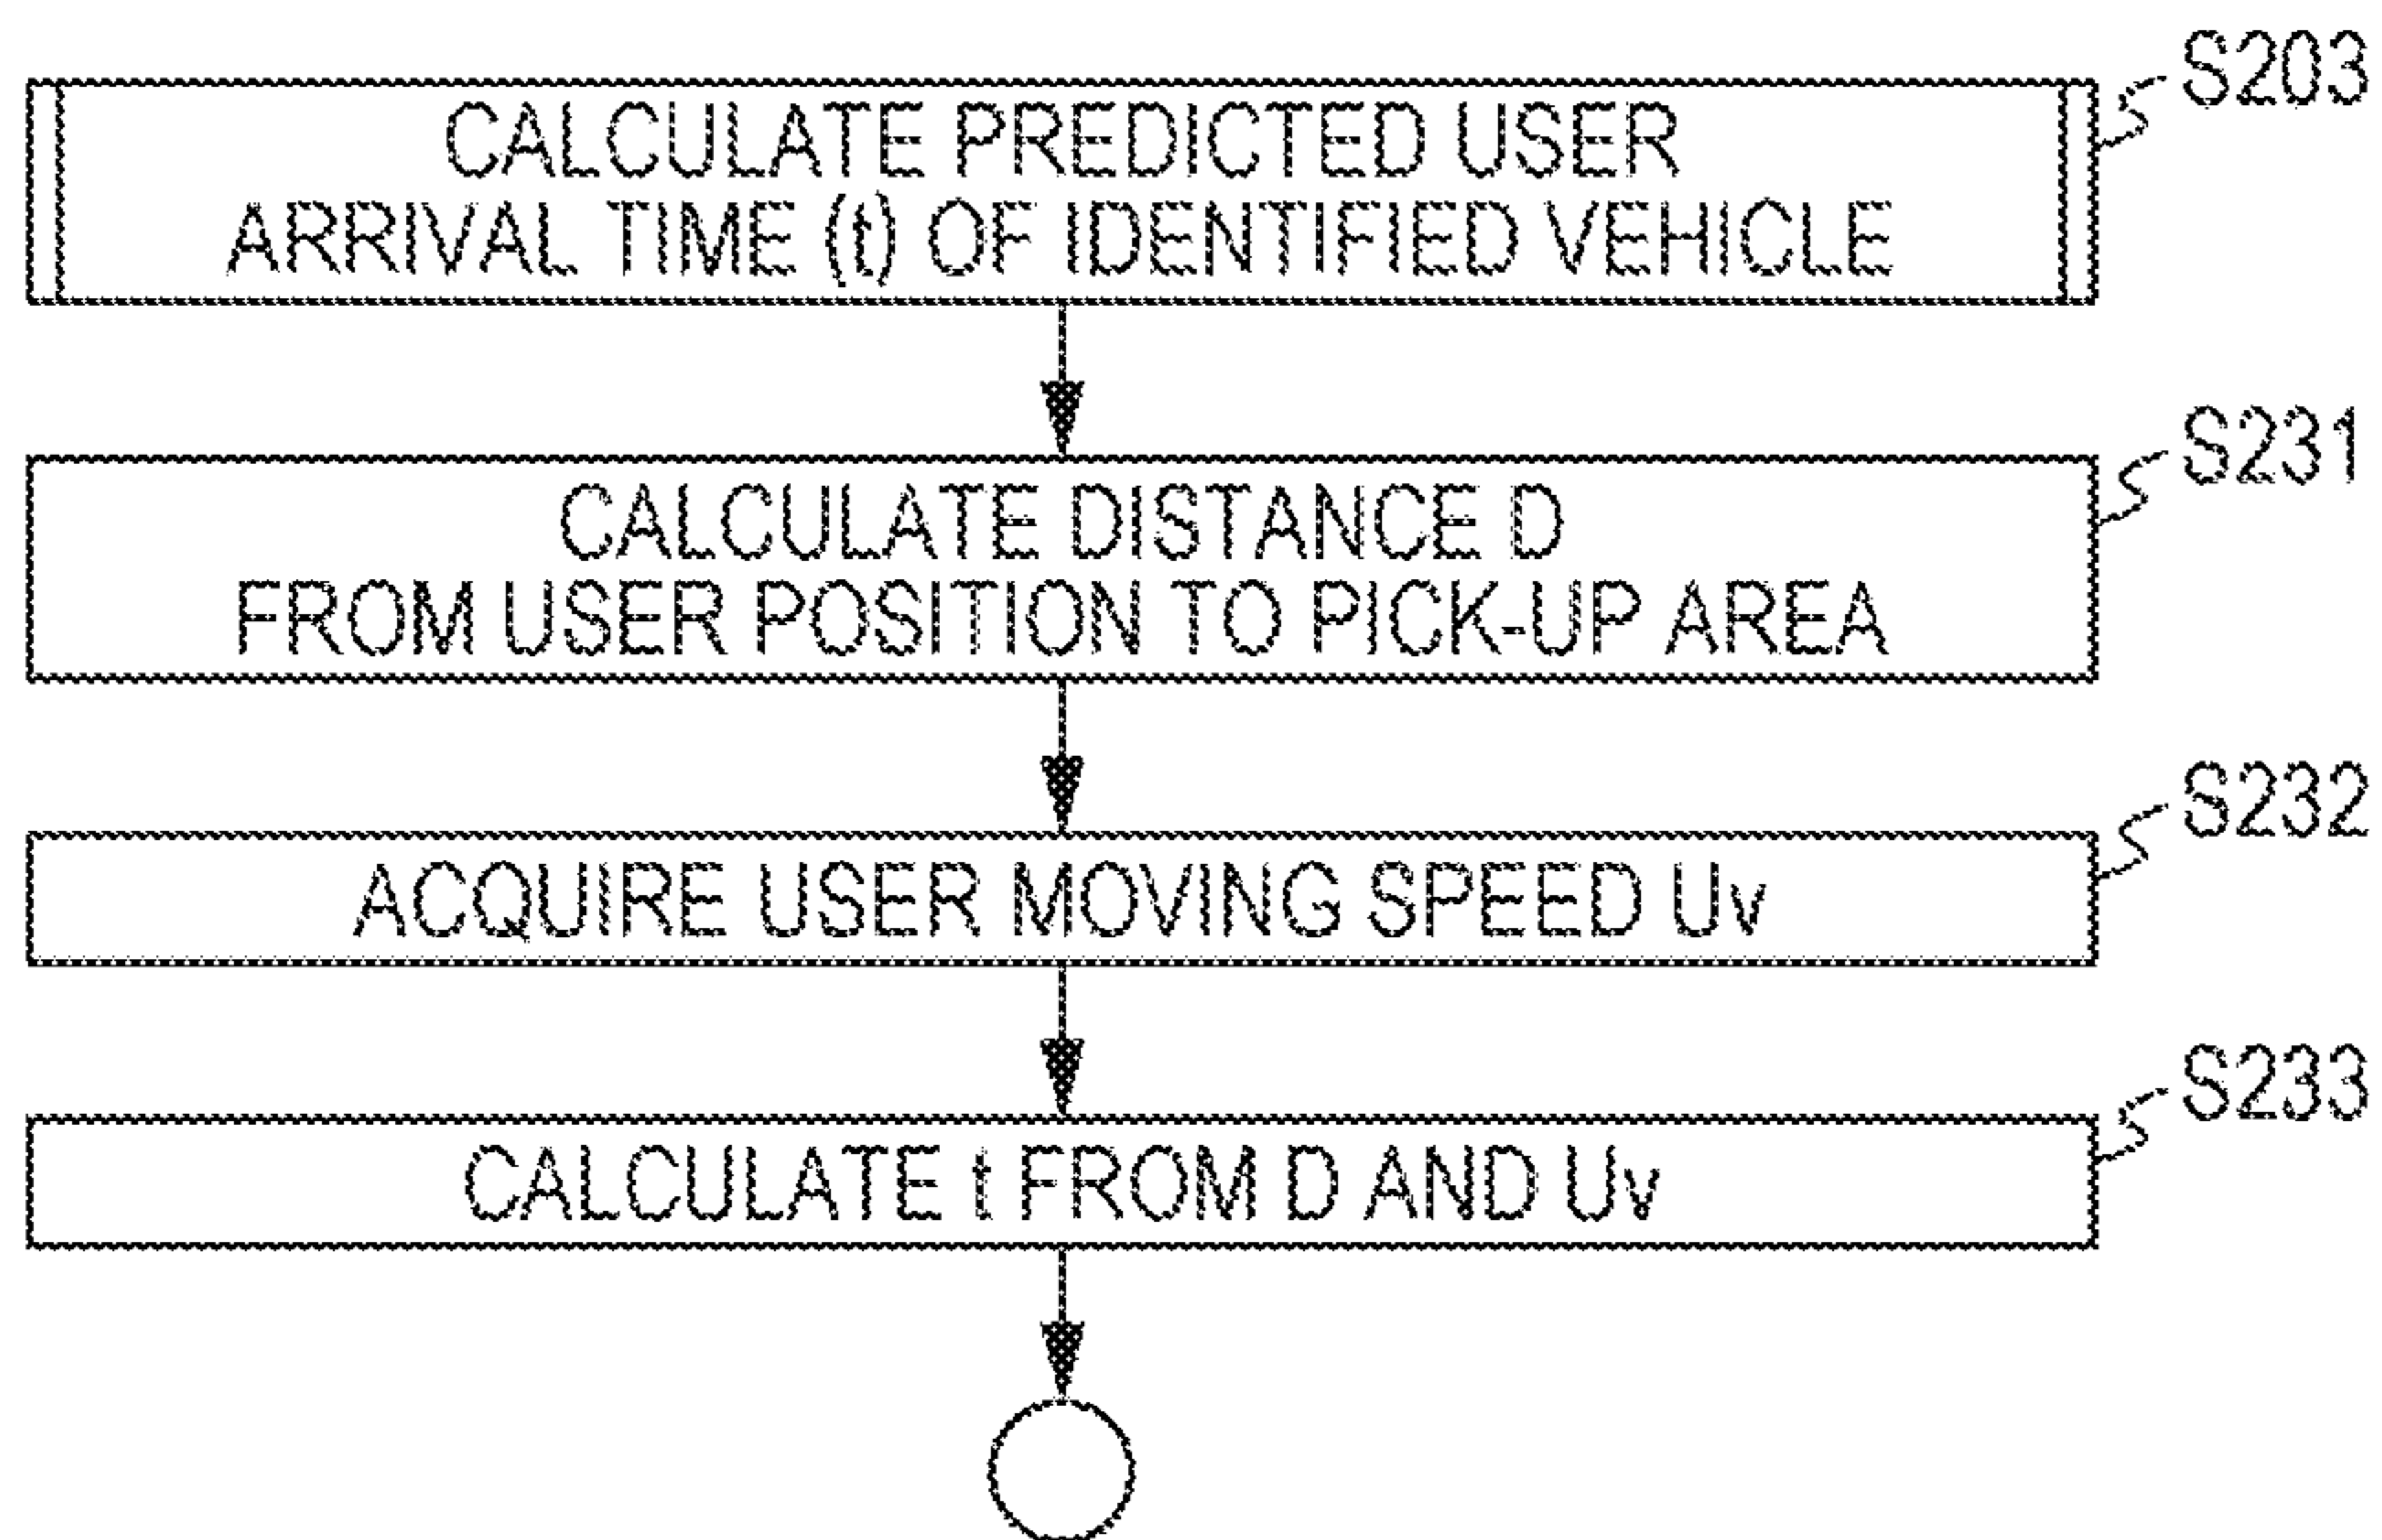 S203
CALCULATE PREDICTED USER
ARRIVAL TIME (t) OF IDENTIFIED VEHICLE
S231
CALCULATE DISTANCE D
FROM USER POSITION TO PICK-UP AREA
S232
ACQUIRE USER MOVING SPEED Uv
S233
CALCULATE t FROM D AND Uv